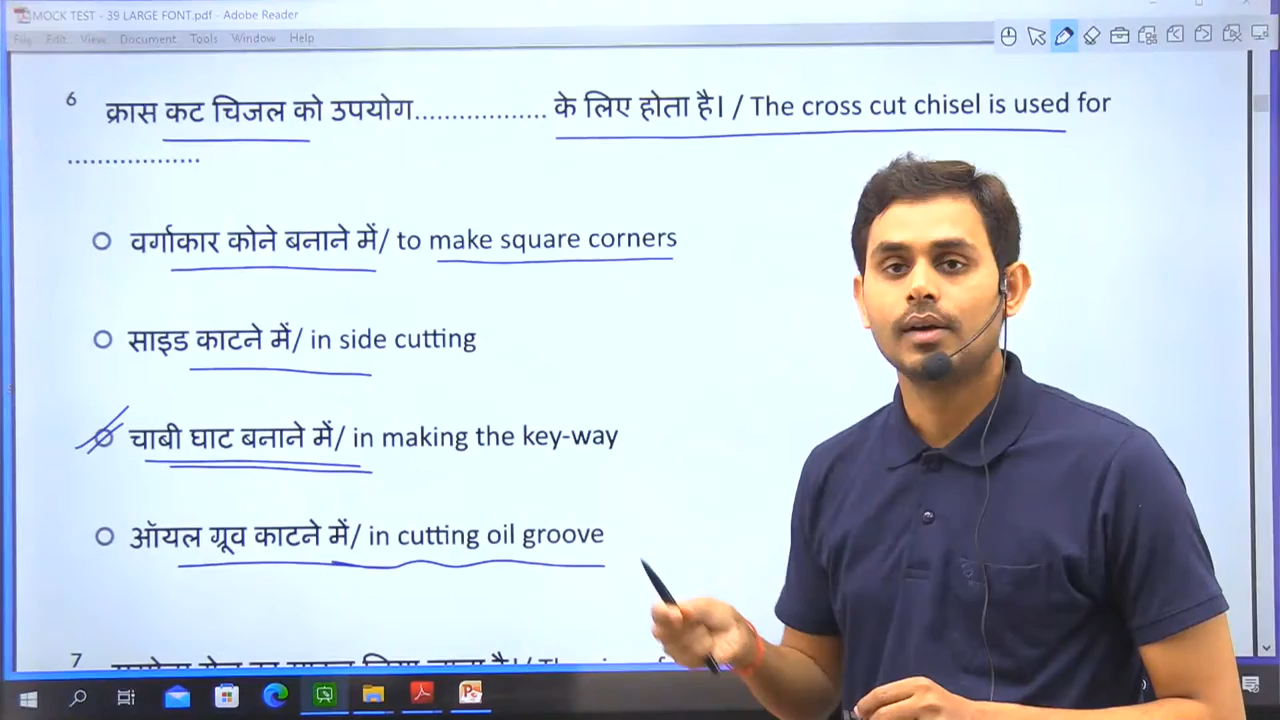 MOCK TEST - 39 LARGE FONT.pdf - Adobe Reader
File Edit View Document Tools Window Help
6 क्रास कट चिजल को उपयोग.................. के लिए होता है। / The cross cut chisel is used for
..................
वर्गाकार कोने बनाने में/ to make square corners
साइड काटने में/ in side cutting
चाबी घाट बनाने में/ in making the key-way
ऑयल ग्रूव काटने में/ in cutting oil groove
7